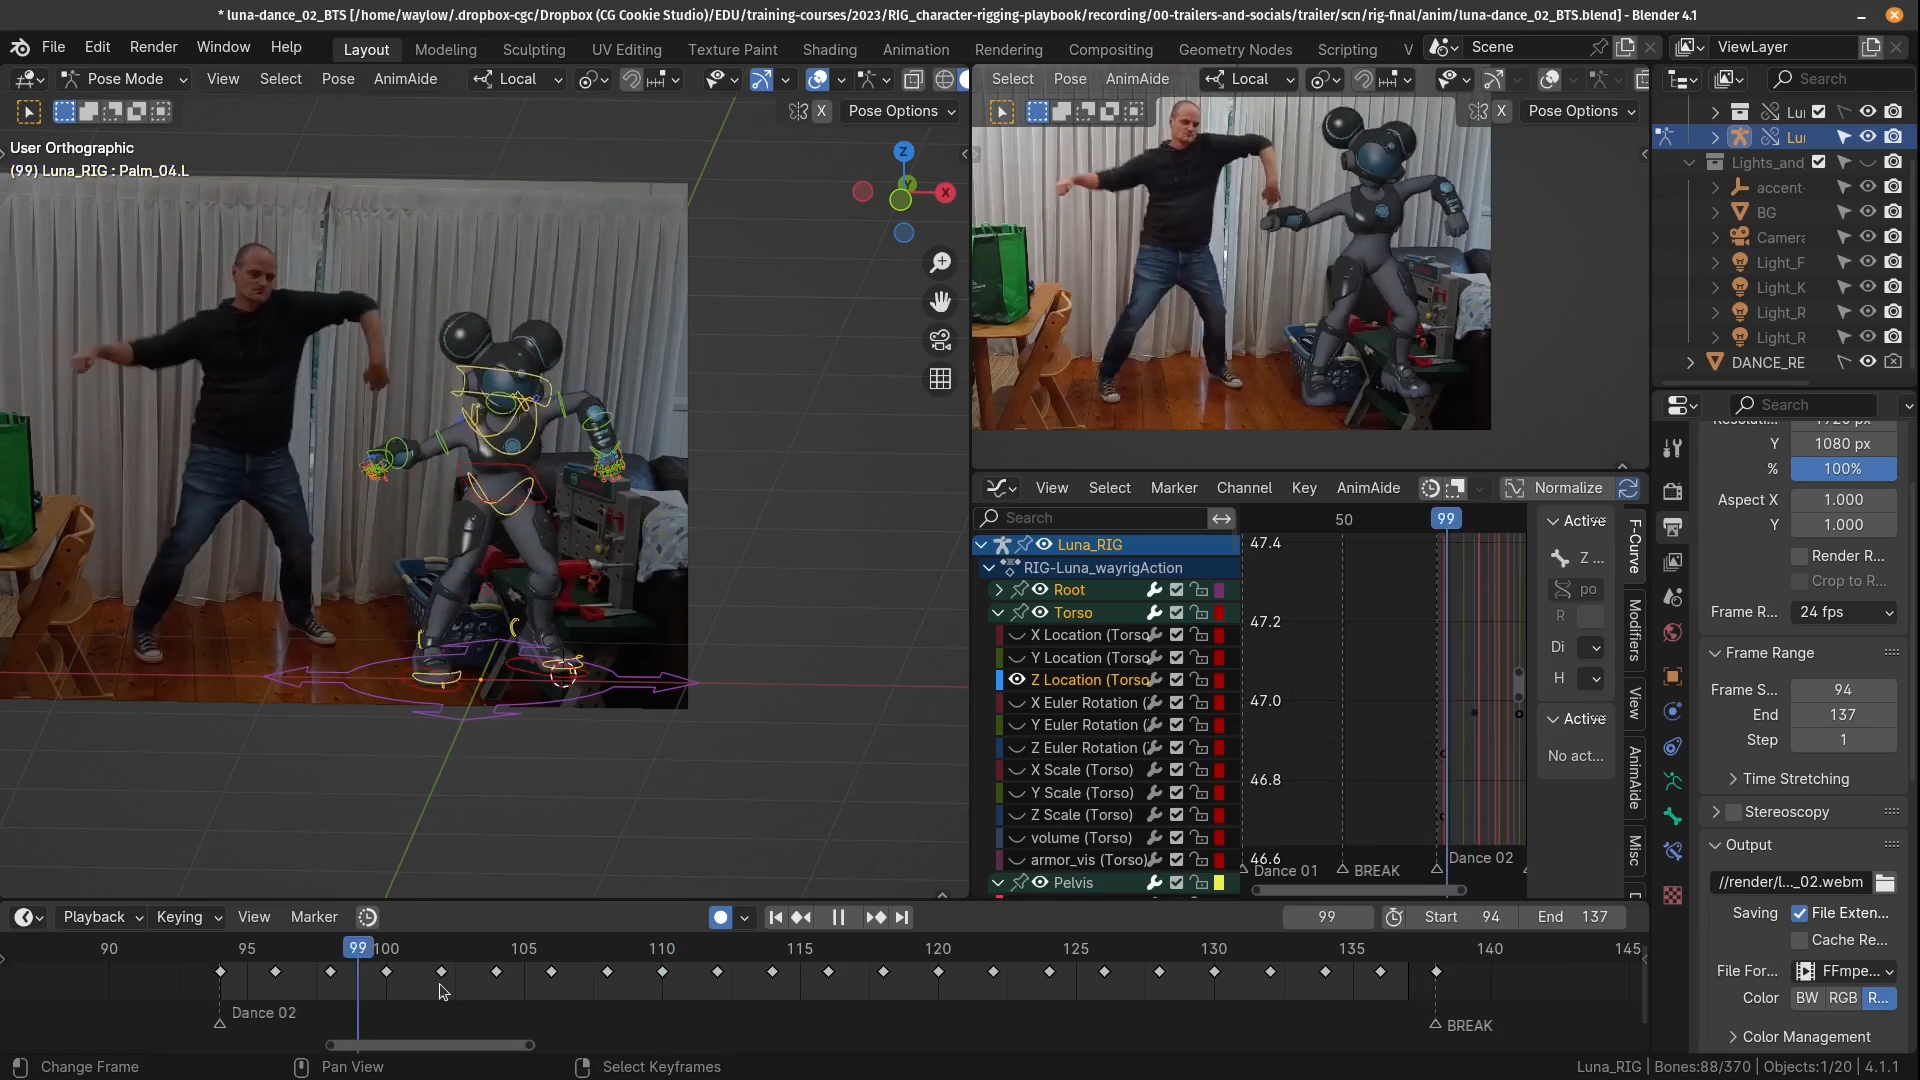 * luna-dance_02_BTS [/home/waylow/.dropbox-cgc/Dropbox (CG Cookie Studio)/EDU/training-courses/2023/RIG_character-rigging-playbook/recording/00-trailers-and-socials/trailer/scn/rig-final/anim/luna-dance_02_BTS.blend] - Blender 4.1
File Edit Render Window Help Layout Modeling Sculpting UV Editing Texture Paint Shading Animation Rendering Compositing Geometry Nodes Scripting V Scene ViewLayer
Pose Mode View Select Pose AnimAide Local
X Pose Options
User Orthographic
(99) Luna_RIG : Palm_04.L
Z
Y
X
Select Pose AnimAide Local
X Pose Options
Search
Lu
Lu
Lights_and
accent
BG
Camera
Light_F
Light_K
Light_R
Light_R
DANCE_RE
View Select Marker Channel Key AnimAide Normalize
Search
50 99
Luna_RIG
RIG-Luna_wayrigAction
Root
Torso
X Location (Torso
Y Location (Torso
Z Location (Torso
X Euler Rotation (
Y Euler Rotation (
Z Euler Rotation (
X Scale (Torso)
Y Scale (Torso)
Z Scale (Torso)
volume (Torso)
armor_vis (Torso)
Pelvis
47.4
47.2
47.0
46.8
46.6
Dance 01 BREAK Dance 02
Active
Z ...
po
R
Di
H
Active
No act...
F-Curve
Modifiers
View
AnimAide
Misc
Search
Y 1080 px
% 100%
Aspect X 1.000
Y 1.000
Render R...
Crop to R...
Frame R... 24 fps
Frame Range
Frame S... 94
End 137
Step 1
Time Stretching
Stereoscopy
Output
//render/l..._02.webm
Saving File Exten...
Cache Re...
File For... FFmpe...
Color BW RGB R...
Color Management
Playback Keying View Marker 99 Start 94 End 137
90 95 99 100 105 110 115 120 125 130 135 140 145
Dance 02
BREAK
Change Frame Pan View Select Keyframes Luna_RIG | Bones:88/370 | Objects:1/20 | 4.1.1